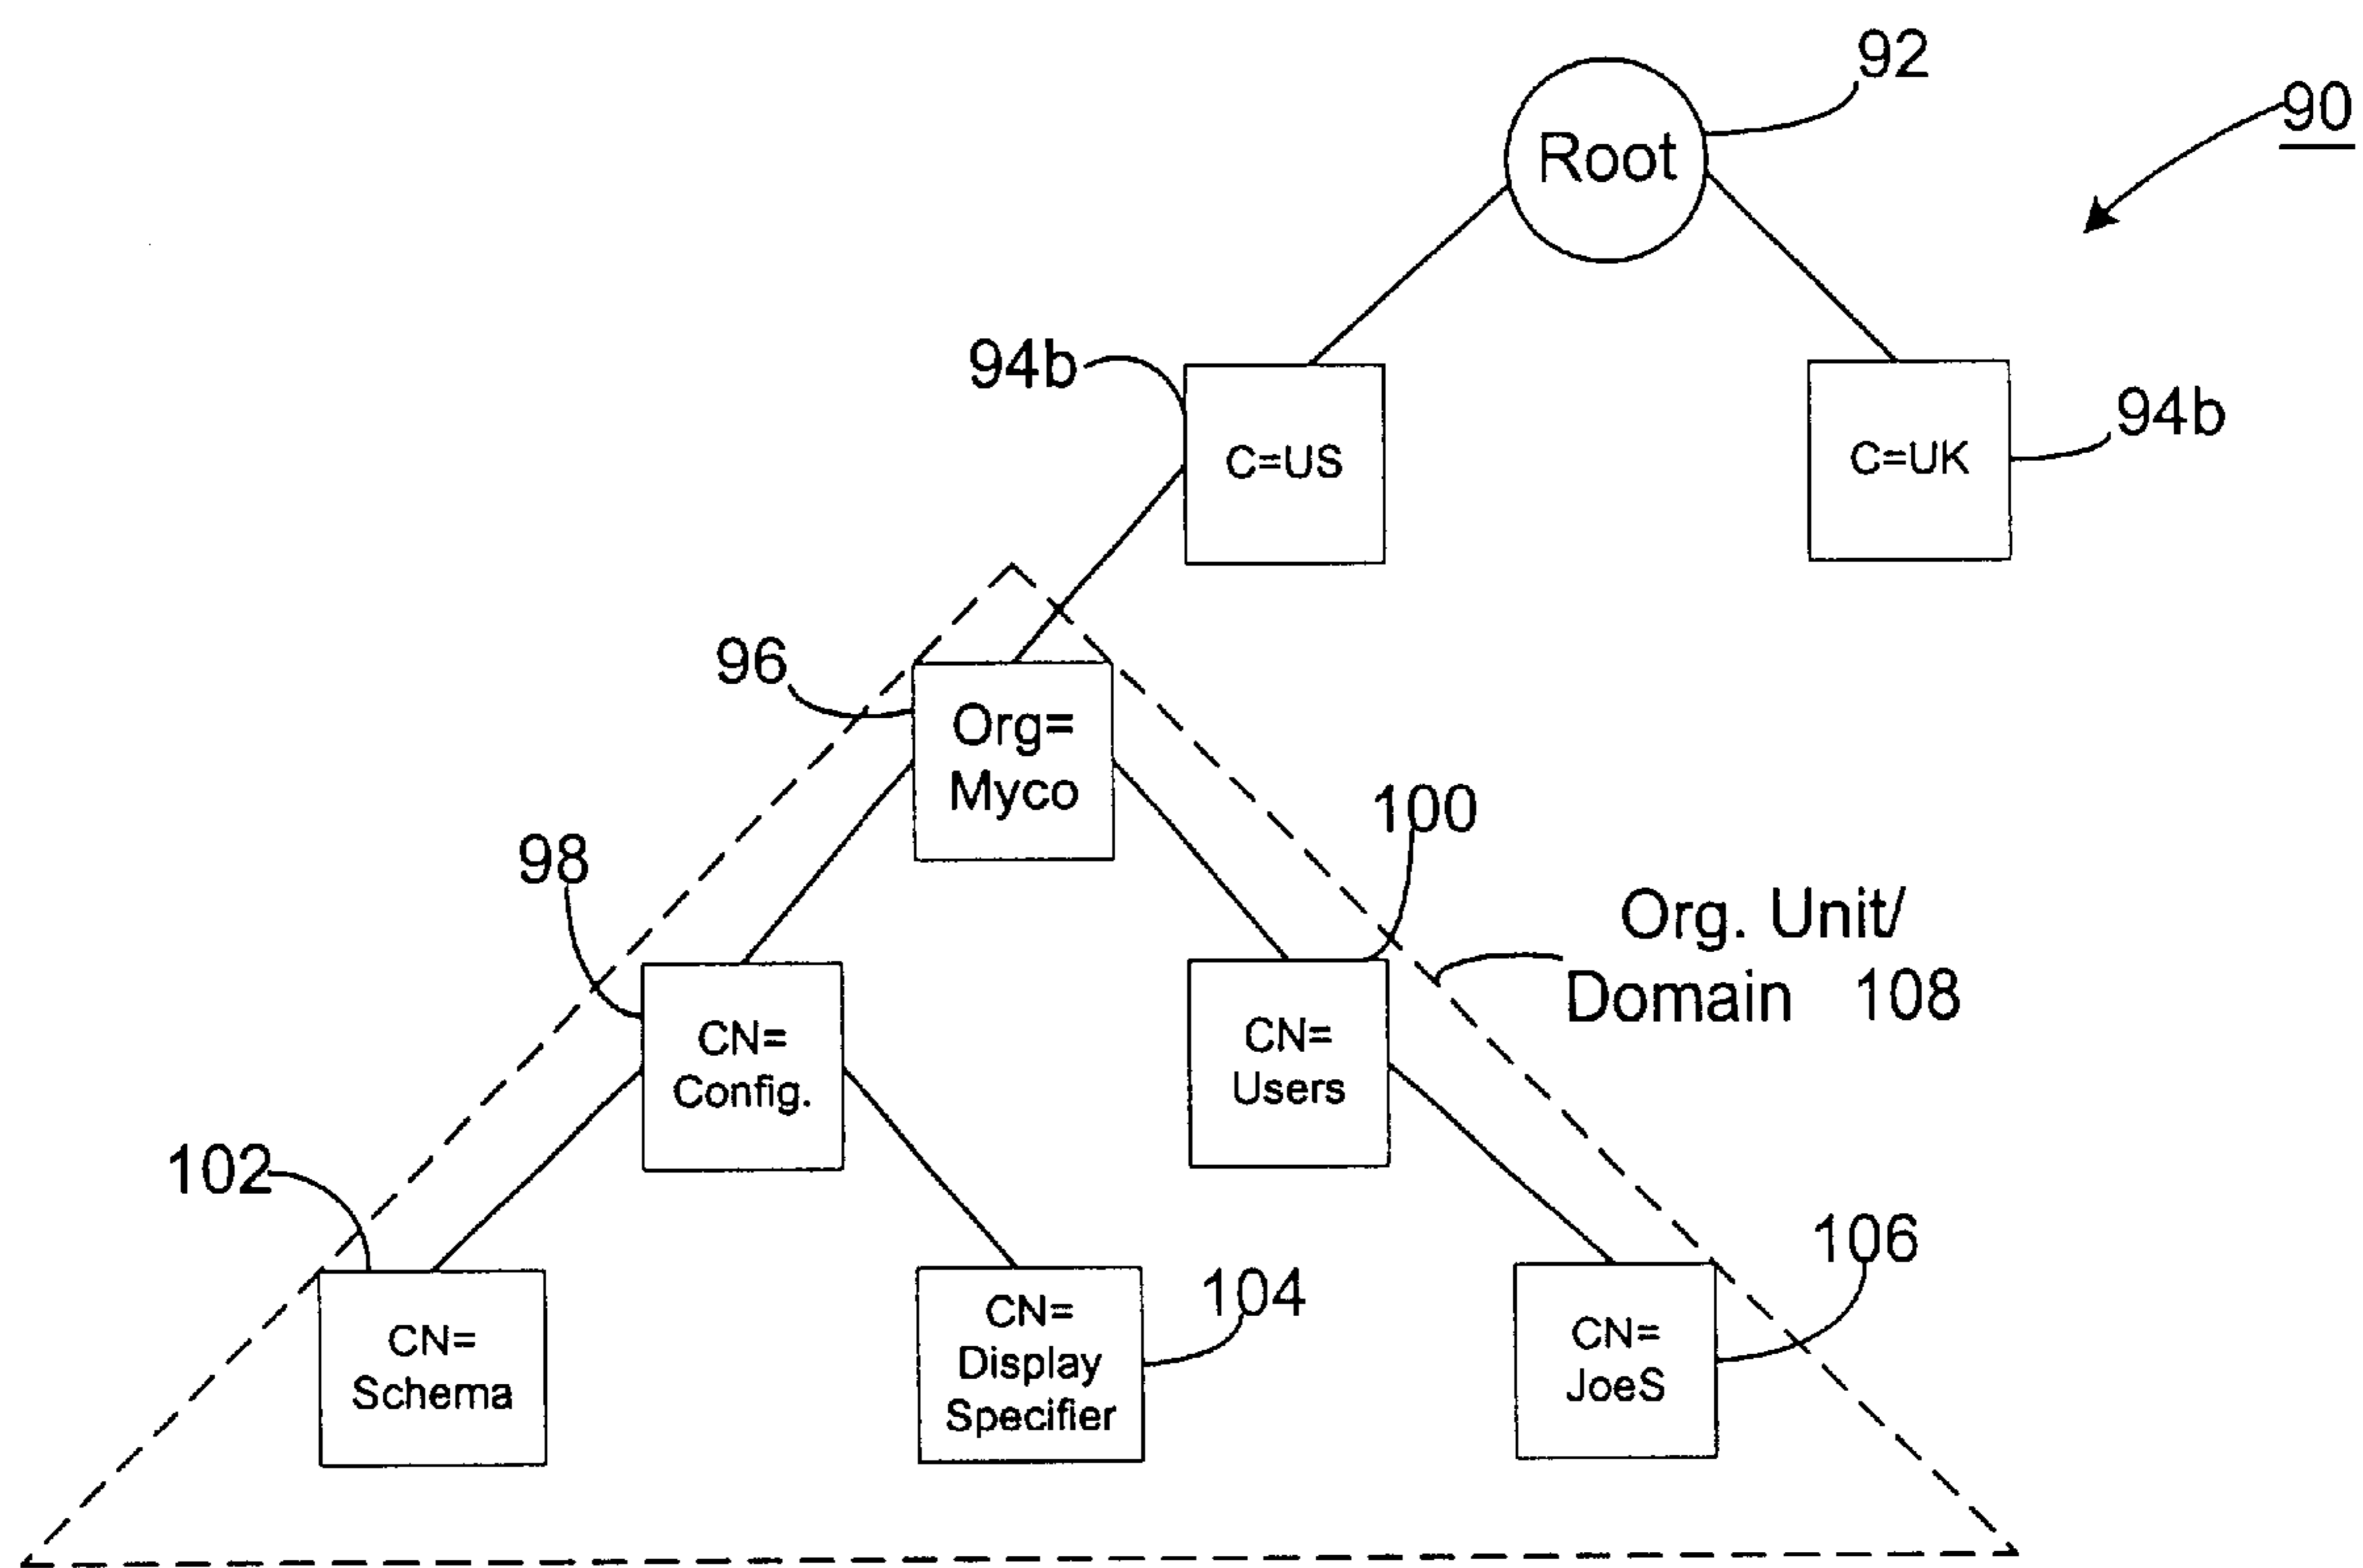 92
90
Root
94b
C=US
C=UK
94b
96
Org=
Myco
100
98
Org. Unit/
Domain 108
CN=
Config.
CN=
Users
102
106
104
CN=
Schema
CN=
Display
Specifier
CN=
JoeS